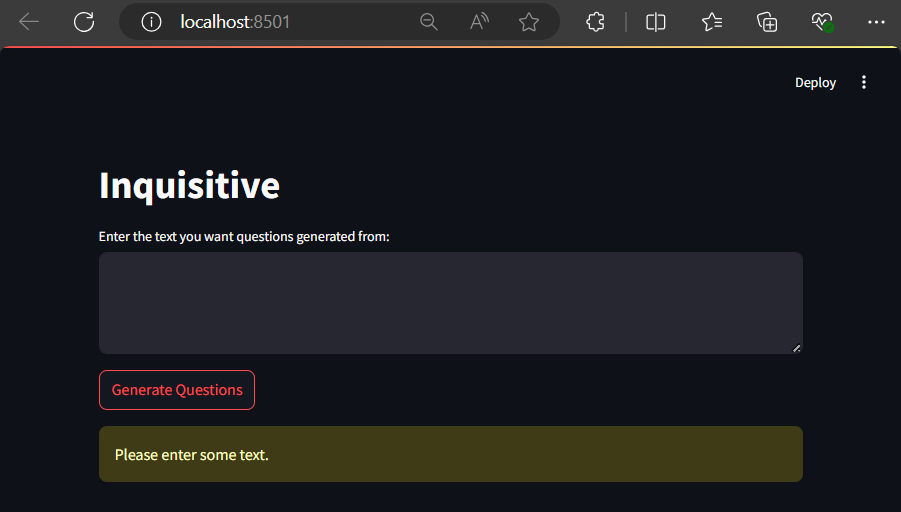 localhost:8501
Deploy
Inquisitive
Enter the text you want questions generated from:
Generate Questions
Please enter some text.